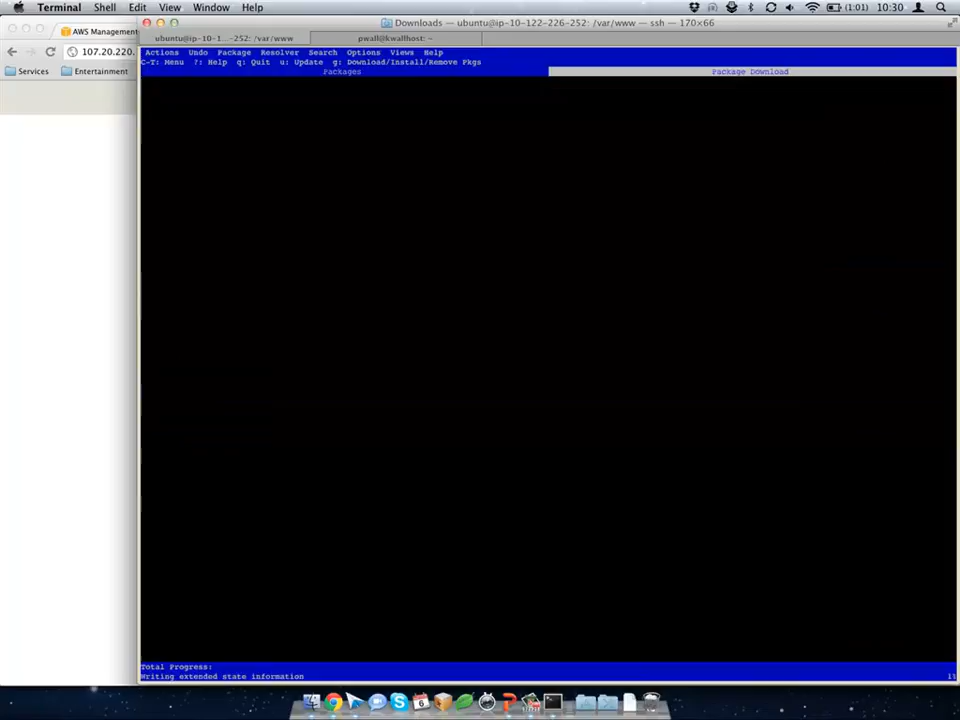 Terminal Shell Edit View Window Help (1:01) 10:30
Downloads — ubuntu@ip-10-122-226-252: /var/www — ssh — 170×66
AWS Management
ubuntu@ip-10-1...-252: /var/www pwall@kwallhost: ~
107.20.220.
Actions Undo Package Resolver Search Options Views Help
C-T: Menu ?: Help q: Quit u: Update g: Download/Install/Remove Pkgs
Services Entertainment
Packages Package Download
Total Progress:
Writing extended state information